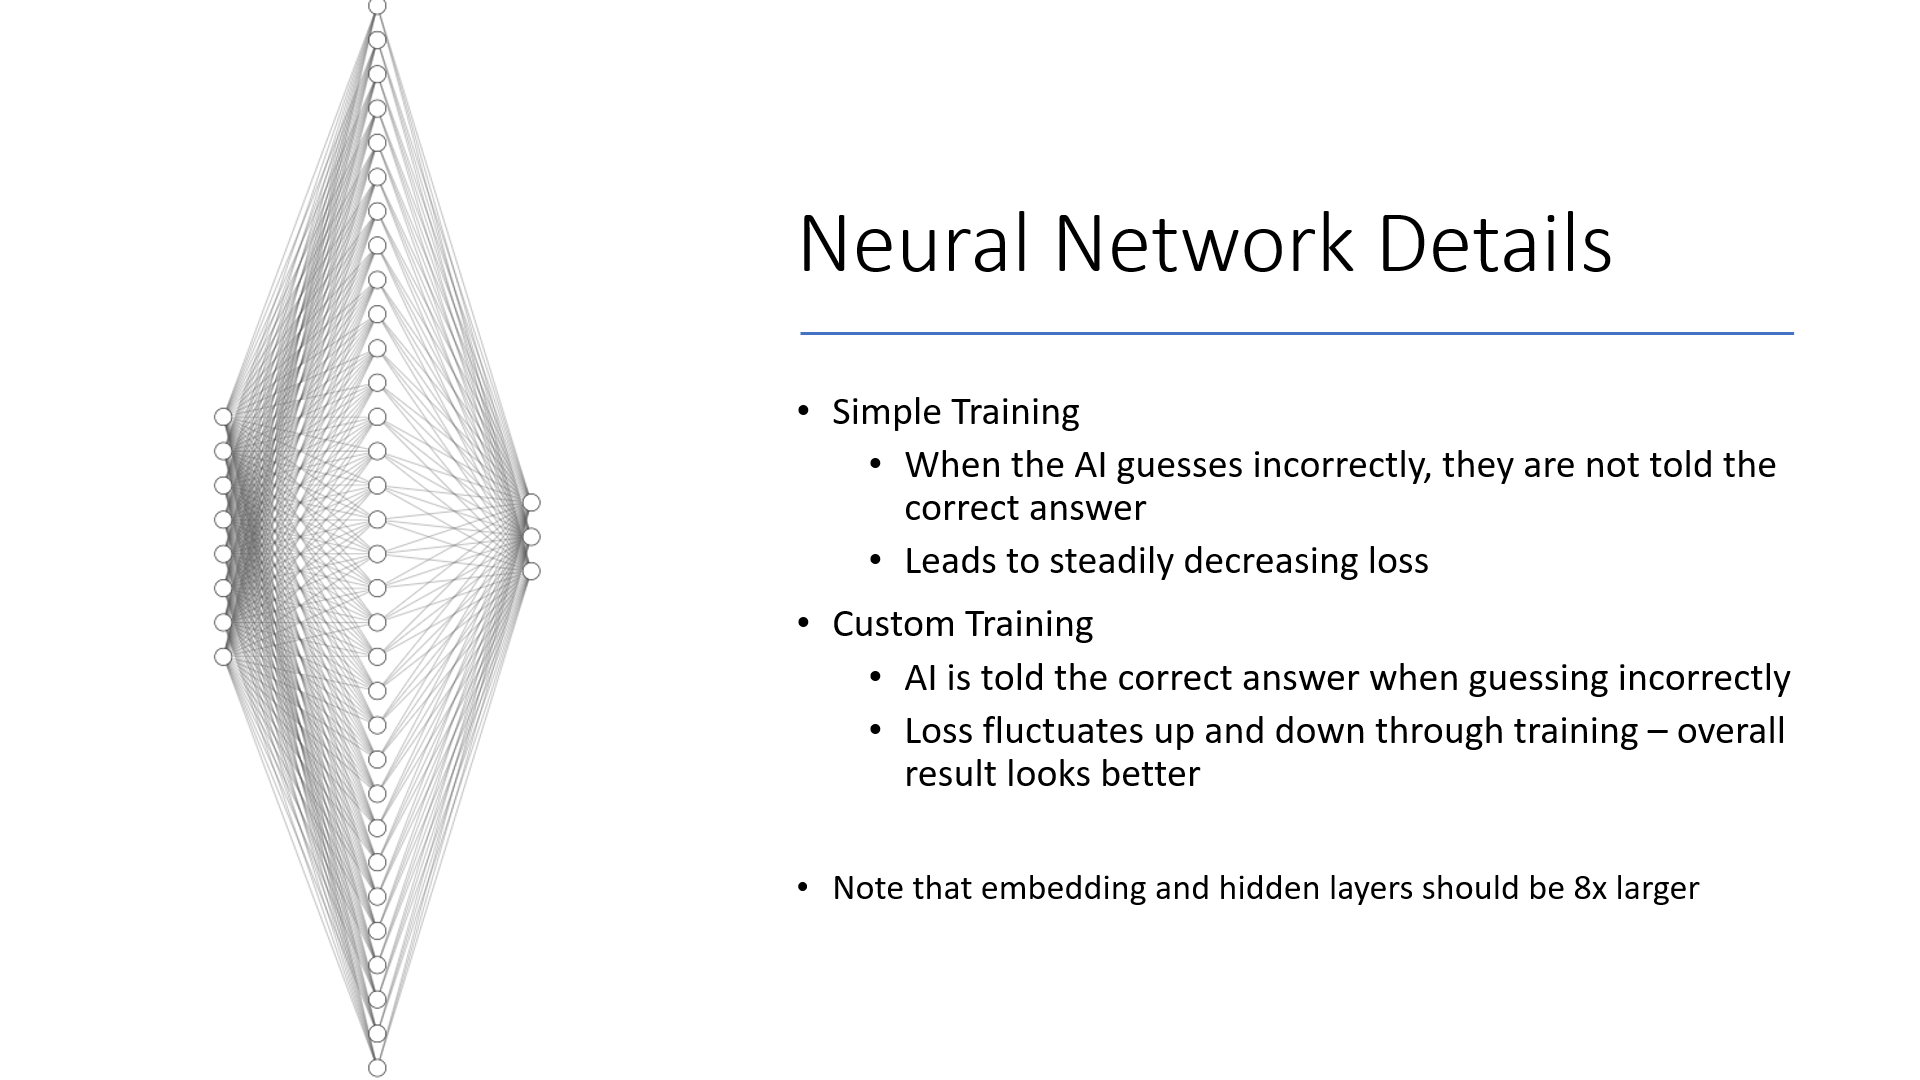 Neural Network Details
• Simple Training
• When the AI guesses incorrectly, they are not told the
correct answer
• Leads to steadily decreasing loss
• Custom Training
• AI is told the correct answer when guessing incorrectly
• Loss fluctuates up and down through training – overall
result looks better
• Note that embedding and hidden layers should be 8x larger